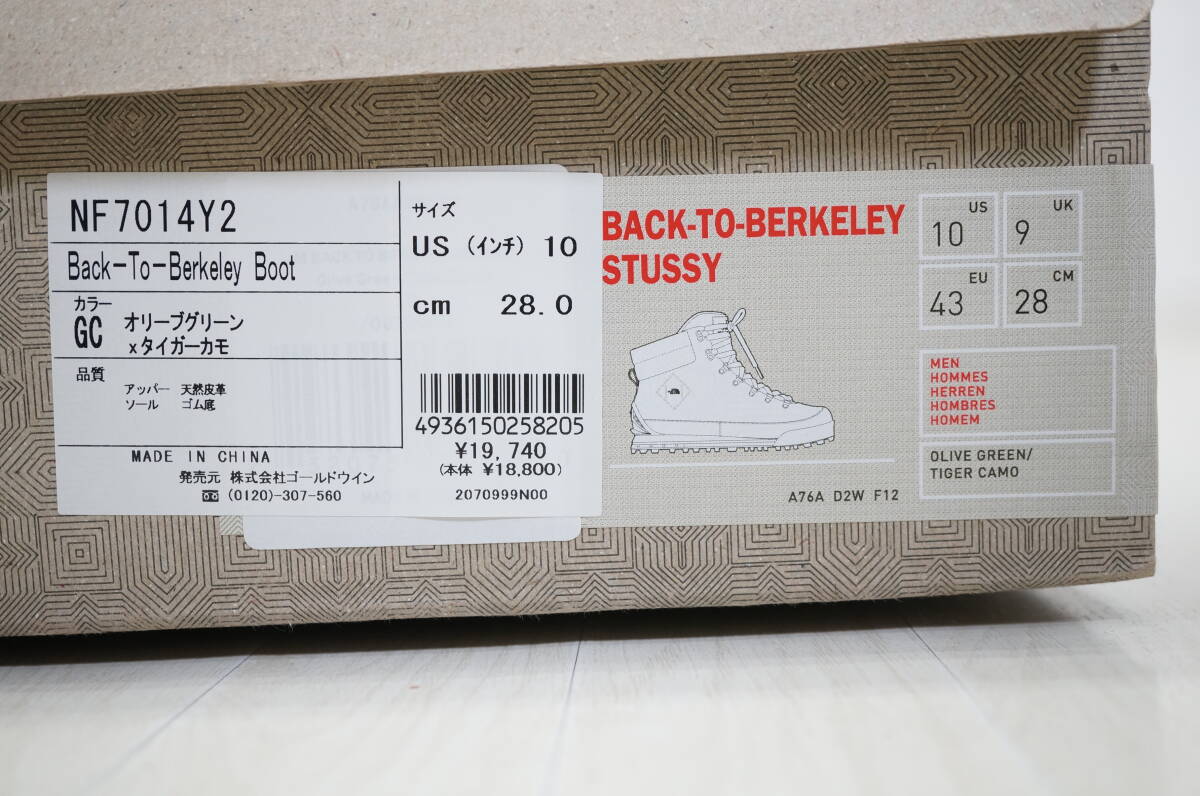 NF7014Y2
Back-To-Berkeley Boot
カラー
GC オリーブグリーン
×タイガーカモ
品質
アッパー 天然皮革
ソール ゴム底
MADE IN CHINA
発売元 株式会社ゴールドウイン
(0120)-307-560
サイズ
US (インチ) 10
cm 28.0
4936150258205
¥19,740
(本体 ¥18,800)
2070999N00
BACK-TO-BERKELEY
STUSSY
A76A D2W F12
US
10
UK
9
EU
43
CM
28
MEN
HOMMES
HERREN
HOMBRES
HOMEM
OLIVE GREEN/
TIGER CAMO